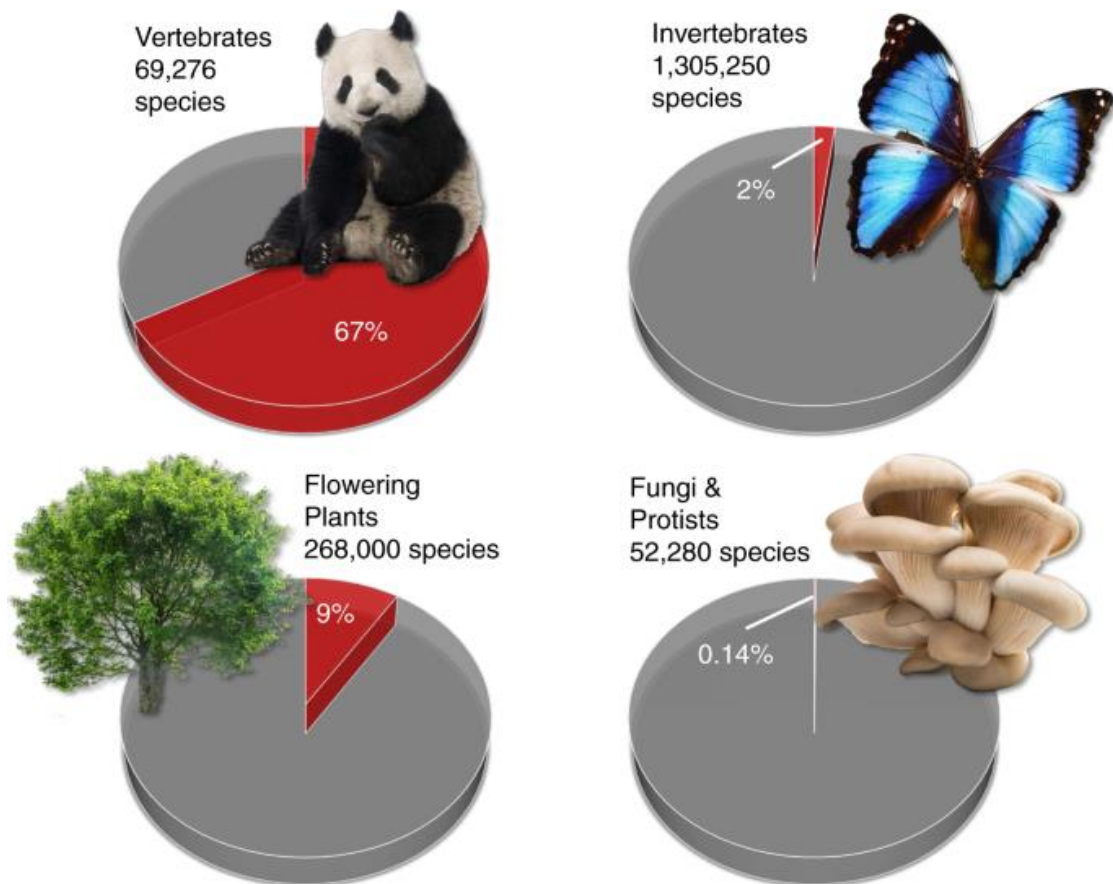 Vertebrates
69,276
species
67%
Invertebrates
1,305,250
species
2%
Flowering
Plants
268,000 species
9%
Fungi &
Protists
52,280 species
0.14%